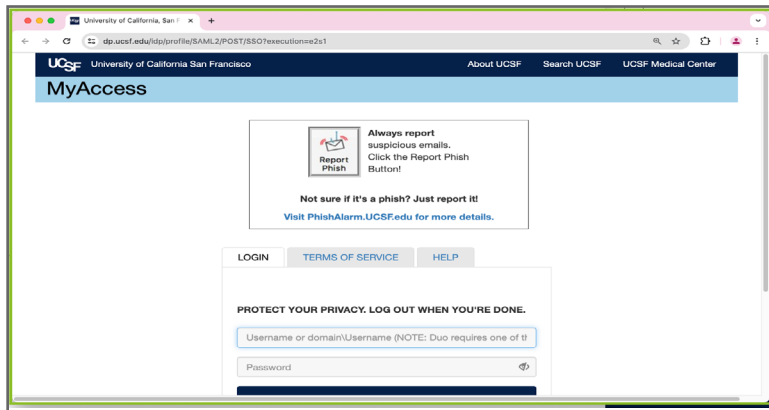 University of California, San F
dp.ucsf.edu/idp/profile/SAML2/POST/SSO?execution=e2s1
UCSF University of California San Francisco About UCSF Search UCSF UCSF Medical Center
MyAccess
Report
Phish
Always report
suspicious emails.
Click the Report Phish
Button!
Not sure if it's a phish? Just report it!
Visit PhishAlarm.UCSF.edu for more details.
LOGIN TERMS OF SERVICE HELP
PROTECT YOUR PRIVACY. LOG OUT WHEN YOU'RE DONE.
Username or domain\Username (NOTE: Duo requires one of th
Password